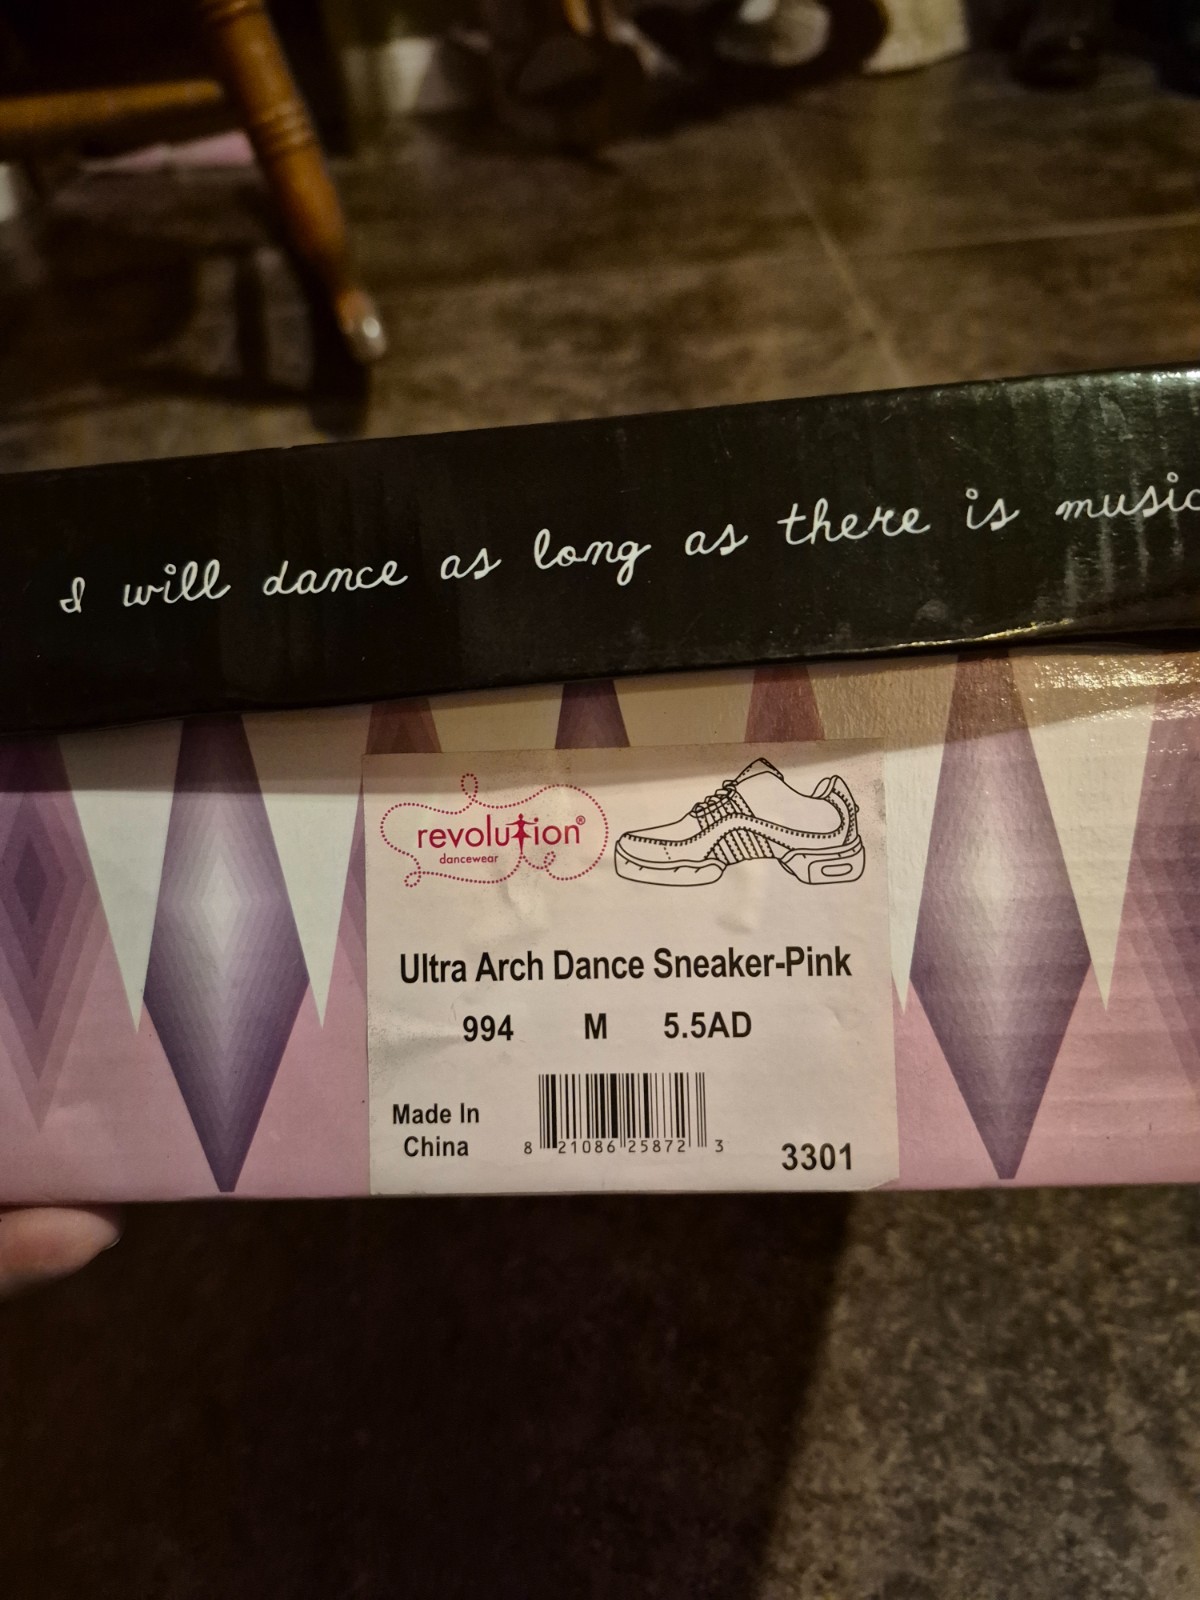 I will dance as long as there is music
revolution®
dancewear
Ultra Arch Dance Sneaker-Pink
994 M 5.5AD
Made In
China
8 21086 25872 3
3301